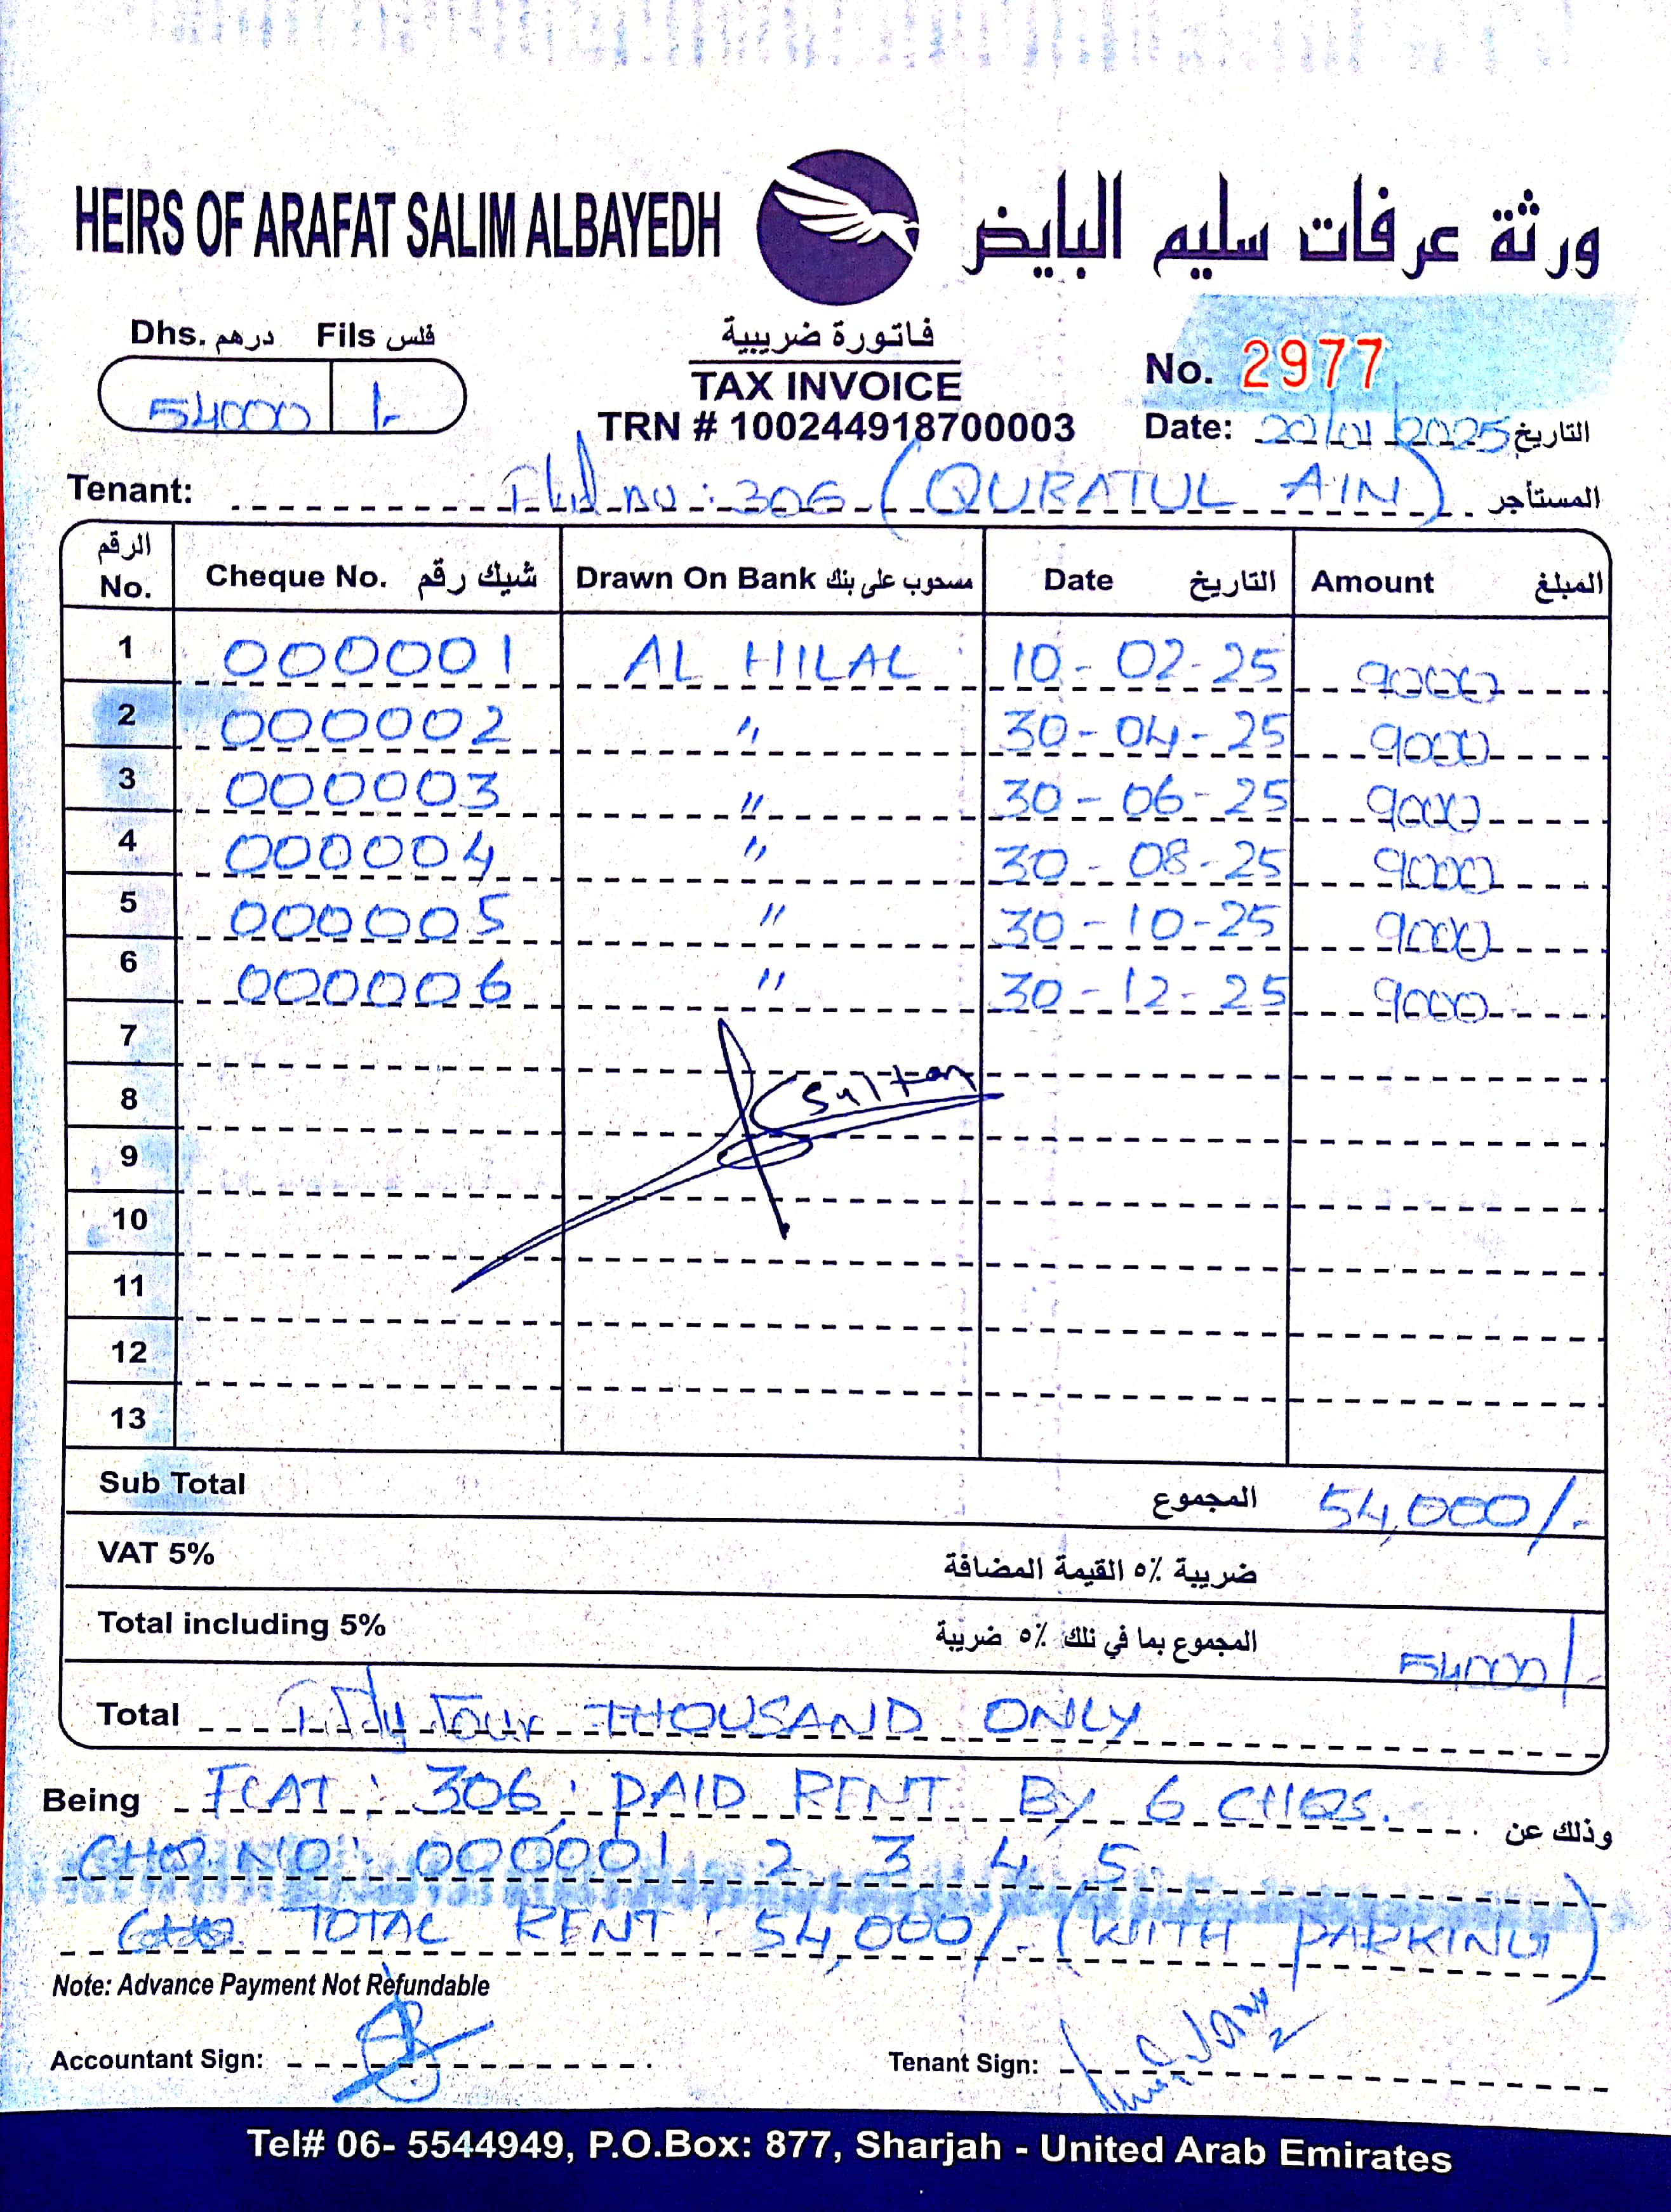 HEIRS OF ARAFAT SALIM ALBAYEDH ورثة عرفات سليم البايض
Dhs. درهم Fils فلس
54000 /-
فاتورة ضريبية
TAX INVOICE
TRN # 100244918700003
No. 2977
Date: 20/01/2025 التاريخ
Tenant: Flat no: 306 (QURATUL AIN) المستأجر
الرقم No. Cheque No. شيك رقم Drawn On Bank مسحوب على بنك Date التاريخ Amount المبلغ
1 000001 AL HILAL 10-02-25 9000
2 000002 " 30-04-25 9000
3 000003 " 30-06-25 9000
4 000004 " 30-08-25 9000
5 000005 " 30-10-25 9000
6 000006 " 30-12-25 9000
7
8 Sultan
9
10
11
12
13
Sub Total المجموع 54,000/-
VAT 5% ضريبة ٥٪ القيمة المضافة
Total including 5% المجموع بما في نلك ٥٪ ضريبة 54000/-
Total Fifty Four THOUSAND ONLY
Being FLAT: 306: PAID RENT BY 6 CHQS. وذلك عن
CHQ. NO: 000001 2 3 4 5
TOTAL RENT: 54,000/- (WITH PARKING)
Note: Advance Payment Not Refundable
Accountant Sign:
Tenant Sign:
Tel# 06- 5544949, P.O.Box: 877, Sharjah - United Arab Emirates